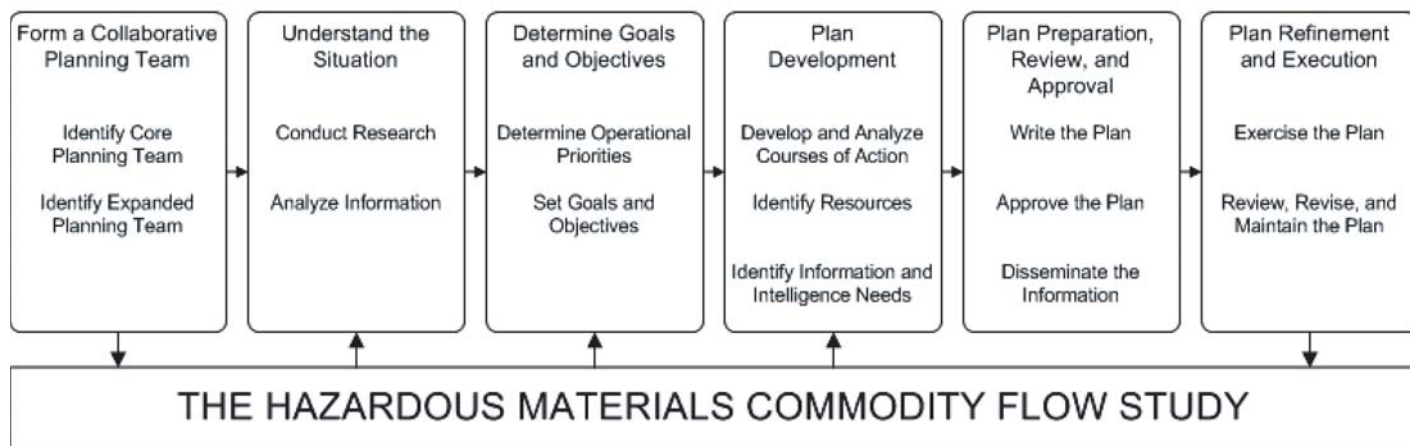 Form a Collaborative
Planning Team
Identify Core
Planning Team
Identify Expanded
Planning Team
Understand the
Situation
Conduct Research
Analyze Information
Determine Goals
and Objectives
Determine Operational
Priorities
Set Goals and
Objectives
Plan
Development
Develop and Analyze
Courses of Action
Identify Resources
Identify Information and
Intelligence Needs
Plan Preparation,
Review, and
Approval
Write the Plan
Approve the Plan
Disseminate the
Information
Plan Refinement
and Execution
Exercise the Plan
Review, Revise, and
Maintain the Plan
THE HAZARDOUS MATERIALS COMMODITY FLOW STUDY